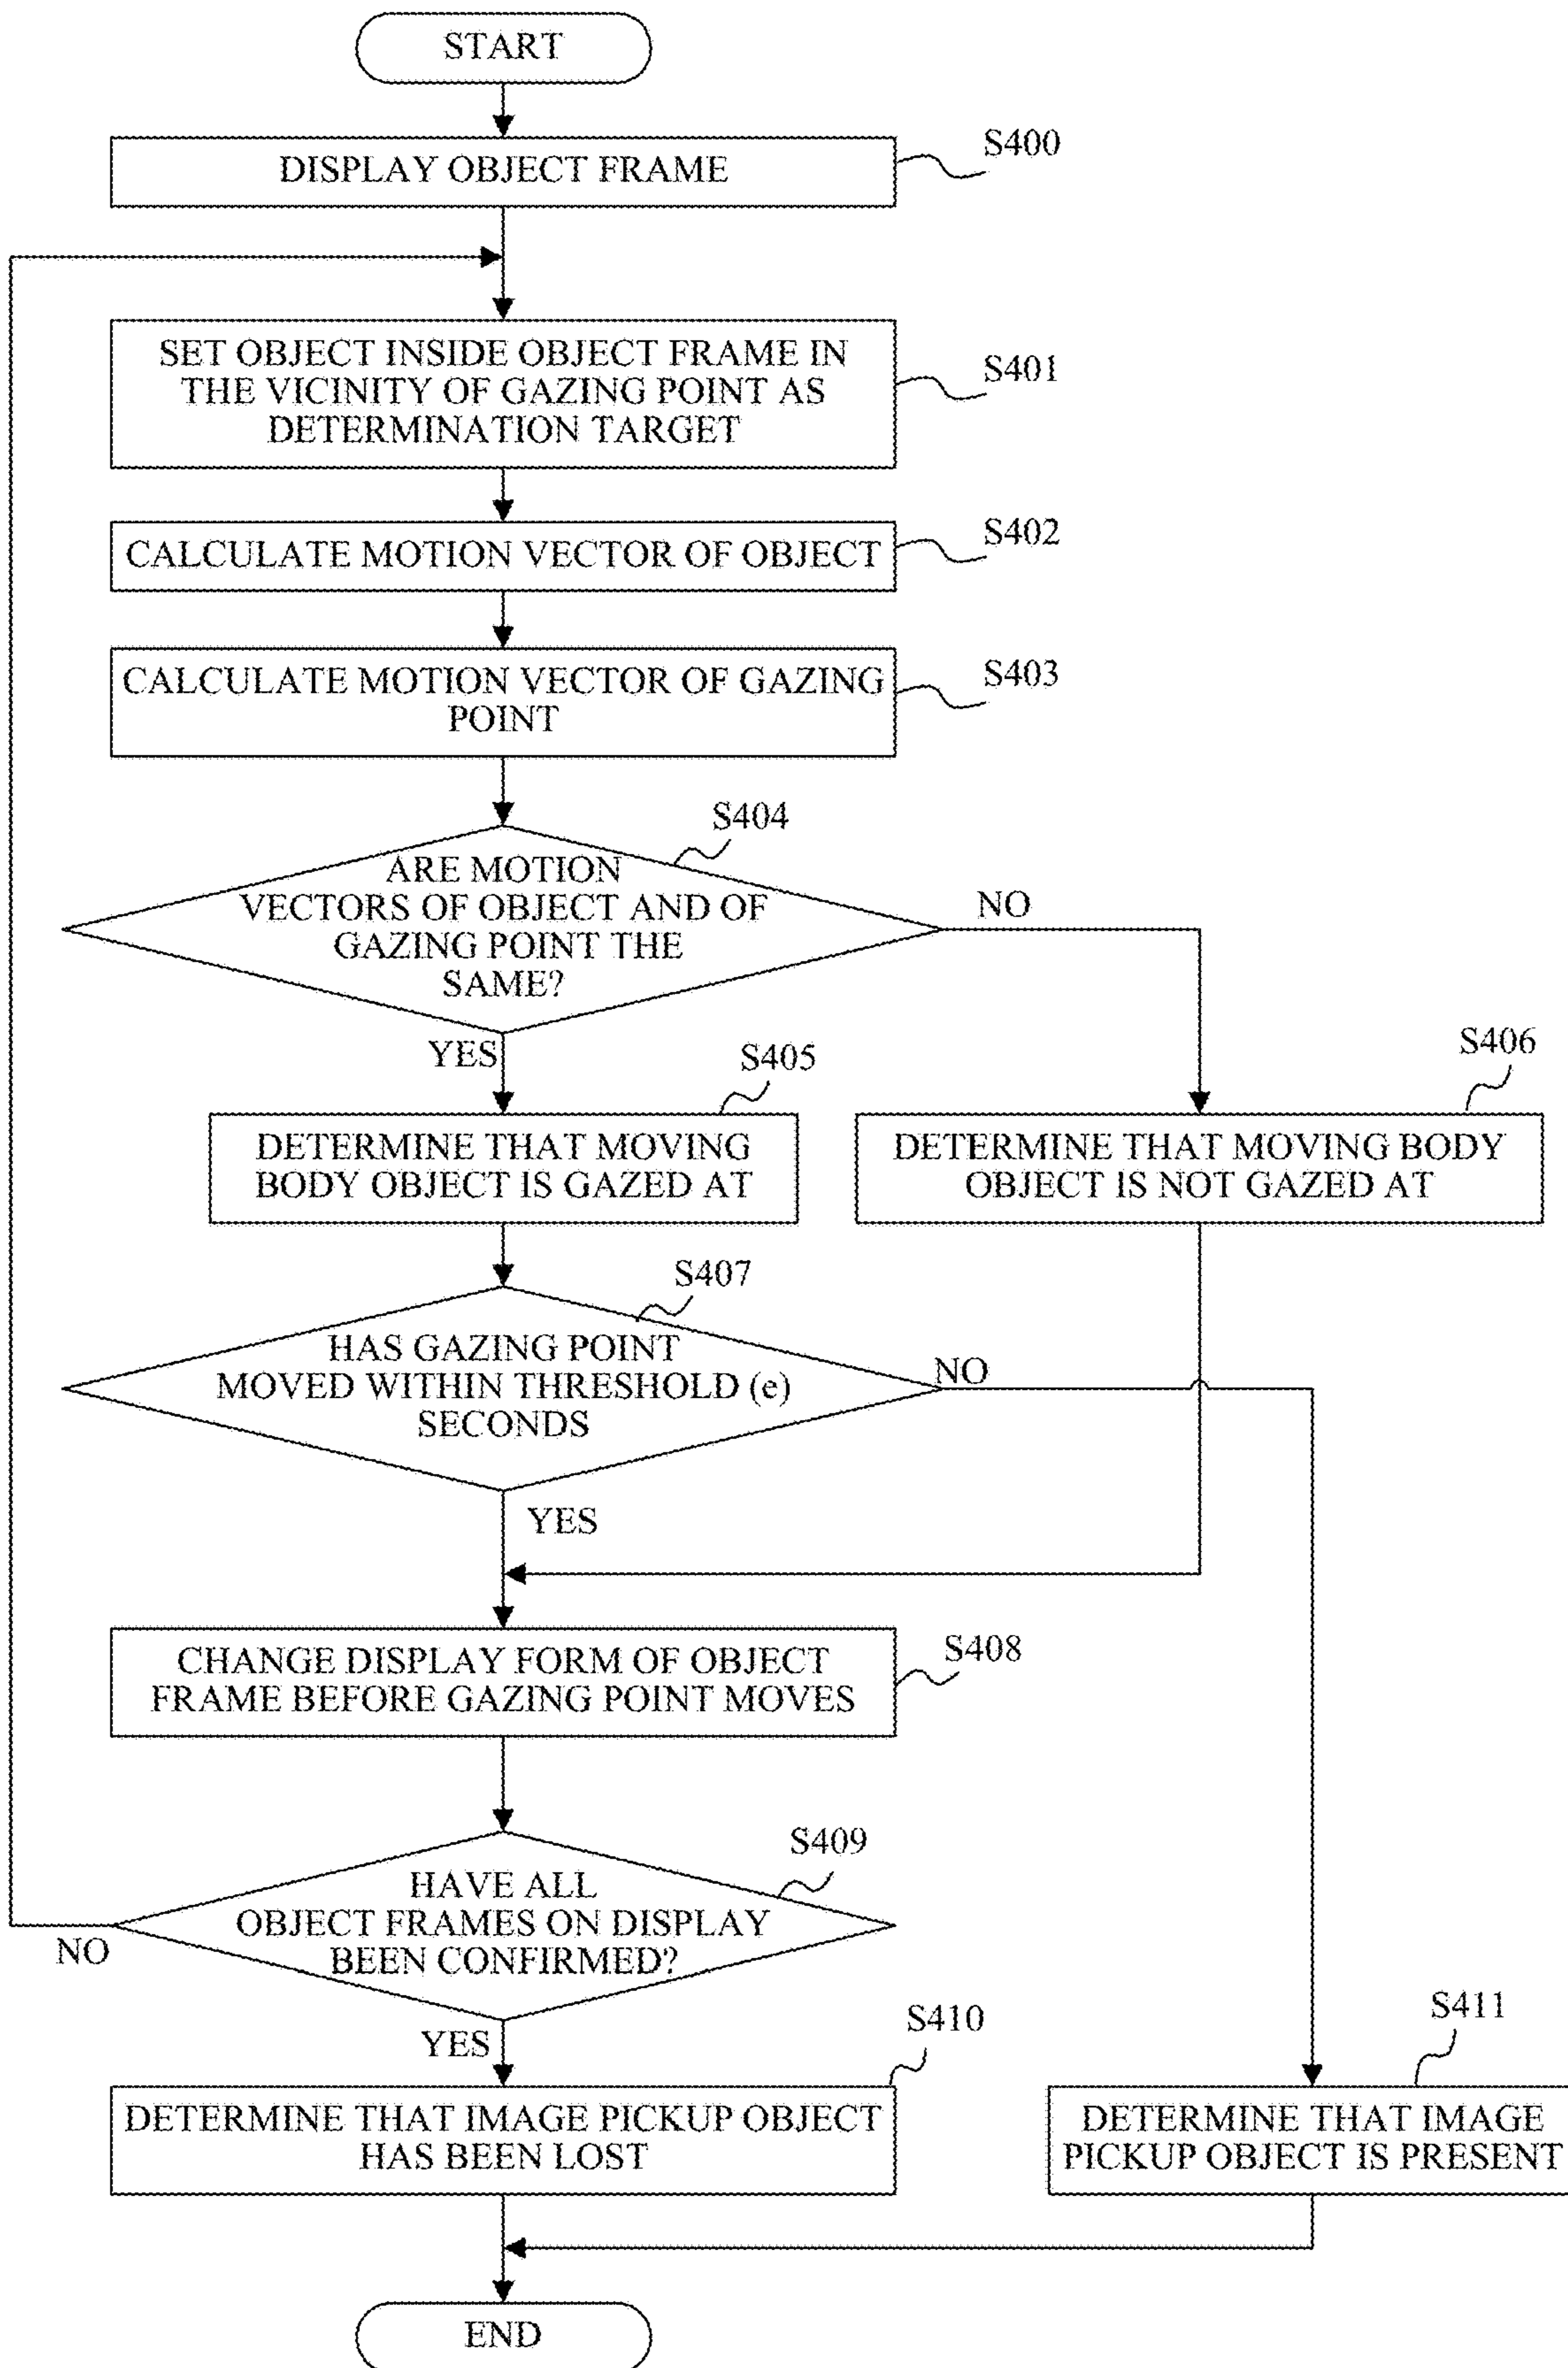 START
DISPLAY OBJECT FRAME
S400
SET OBJECT INSIDE OBJECT FRAME IN
THE VICINITY OF GAZING POINT AS
DETERMINATION TARGET
S401
CALCULATE MOTION VECTOR OF OBJECT
S402
CALCULATE MOTION VECTOR OF GAZING
POINT
S403
S404
ARE MOTION
VECTORS OF OBJECT AND OF
GAZING POINT THE
SAME?
NO
YES
S405
S406
DETERMINE THAT MOVING
BODY OBJECT IS GAZED AT
DETERMINE THAT MOVING BODY
OBJECT IS NOT GAZED AT
S407
HAS GAZING POINT
MOVED WITHIN THRESHOLD (e)
SECONDS
NO
YES
CHANGE DISPLAY FORM OF OBJECT
FRAME BEFORE GAZING POINT MOVES
S408
S409
HAVE ALL
OBJECT FRAMES ON DISPLAY
BEEN CONFIRMED?
NO
YES
S410
S411
DETERMINE THAT IMAGE PICKUP OBJECT
HAS BEEN LOST
DETERMINE THAT IMAGE
PICKUP OBJECT IS PRESENT
END